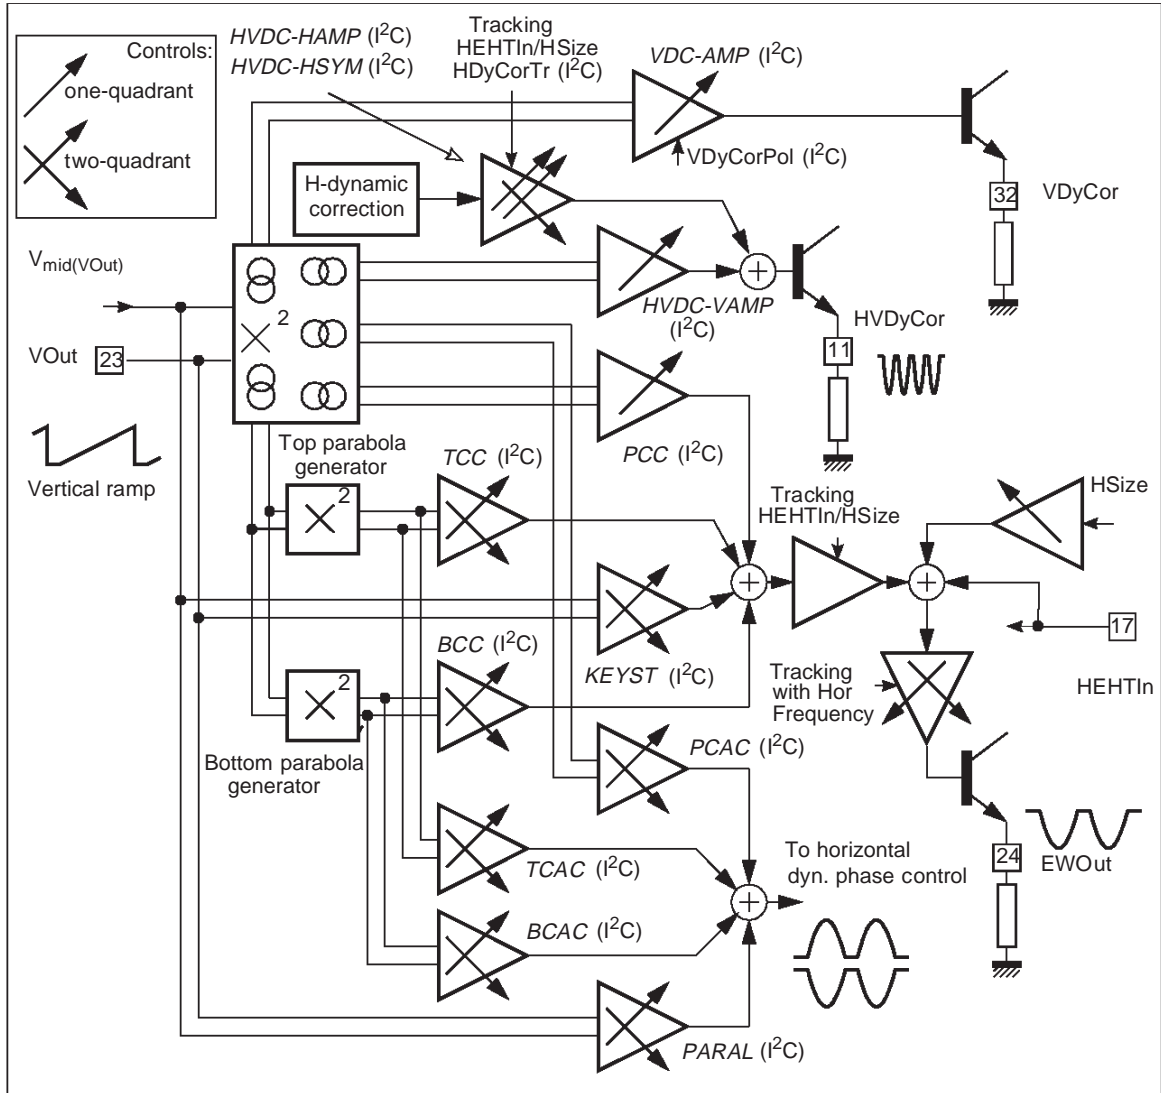 Controls:
one-quadrant
two-quadrant
HVDC-HAMP (I²C)
HVDC-HSYM (I²C)
Tracking
HEHTIn/HSize
HDyCorTr (I²C)
VDC-AMP (I²C)
VDyCorPol (I²C)
32
VDyCor
H-dynamic
correction
Vmid(VOut)
2
VOut
23
HVDC-VAMP
(I²C)
HVDyCor
11
Vertical ramp
Top parabola
generator
2
TCC (I²C)
PCC (I²C)
Tracking
HEHTIn/HSize
HSize
KEYST (I²C)
17
HEHTIn
BCC (I²C)
2
Bottom parabola
generator
Tracking
with Hor
Frequency
PCAC (I²C)
24
EWOut
TCAC (I²C)
To horizontal
dyn. phase control
BCAC (I²C)
PARAL (I²C)